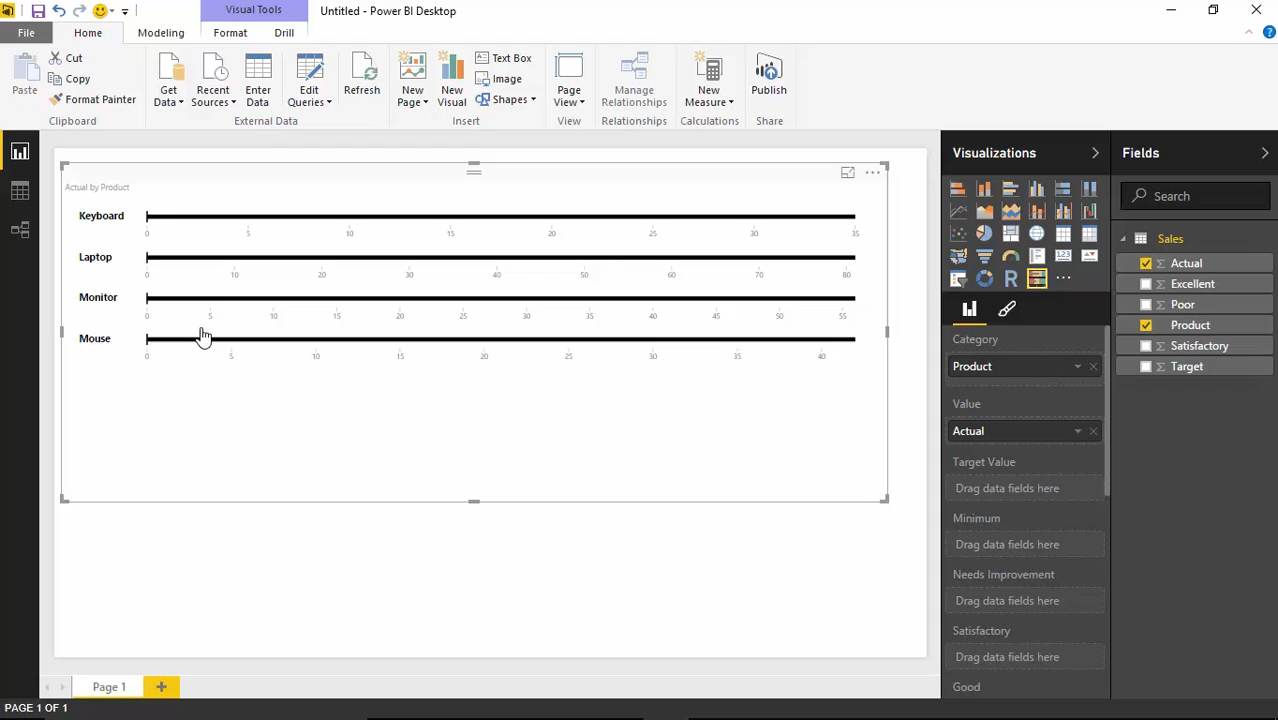 Visual Tools
Untitled - Power BI Desktop
File
Home
Modeling
Format
Drill
Paste
Cut
Copy
Format Painter
Clipboard
Get Data
Recent Sources
Enter Data
Edit Queries
Refresh
External Data
New Page
New Visual
Text Box
Image
Shapes
Insert
Page View
View
Manage Relationships
Relationships
New Measure
Calculations
Publish
Share
Actual by Product
Keyboard
0 5 10 15 20 25 30 35
Laptop
0 10 20 30 40 50 60 70 80
Monitor
0 5 10 15 20 25 30 35 40 45 50 55
Mouse
0 5 10 15 20 25 30 35 40
Visualizations
R
123
Category
Product
Value
Actual
Target Value
Drag data fields here
Minimum
Drag data fields here
Needs Improvement
Drag data fields here
Satisfactory
Drag data fields here
Good
Fields
Search
Sales
Σ Actual
Σ Excellent
Σ Poor
Product
Σ Satisfactory
Σ Target
Page 1
PAGE 1 OF 1